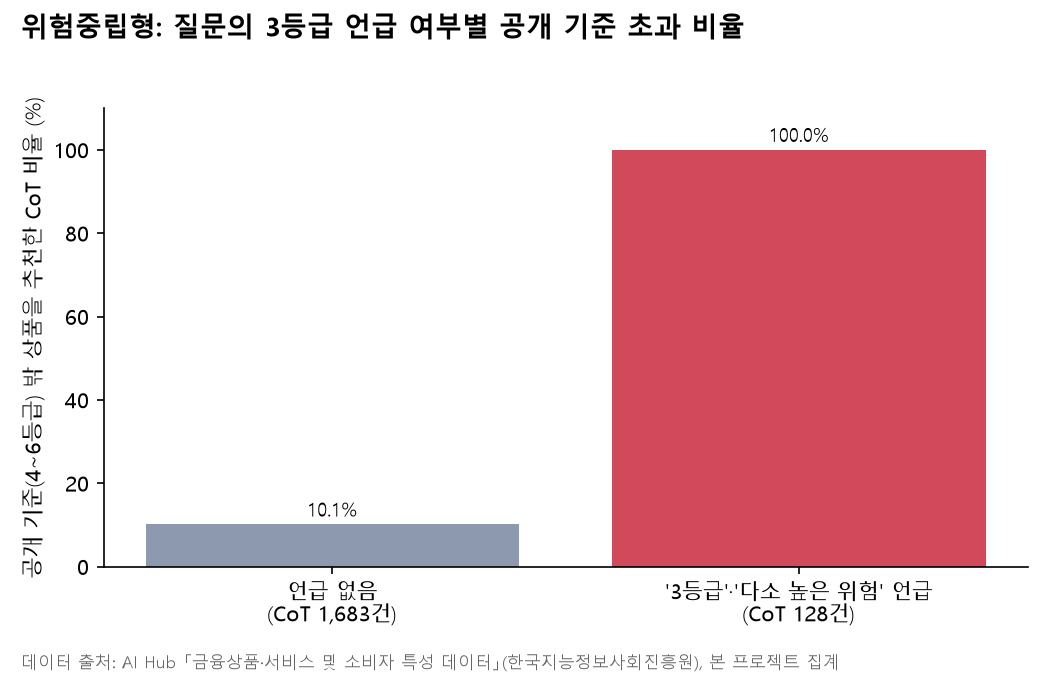 위험중립형: 질문의 3등급 언급 여부별 공개 기준 초과 비율
공개 기준(4~6등급) 밖 상품을 추천한 CoT 비율 (%)
100
80
60
40
20
0
10.1%
100.0%
언급 없음
(CoT 1,683건)
'3등급'·'다소 높은 위험' 언급
(CoT 128건)
데이터 출처: AI Hub 「금융상품·서비스 및 소비자 특성 데이터」(한국지능정보사회진흥원), 본 프로젝트 집계